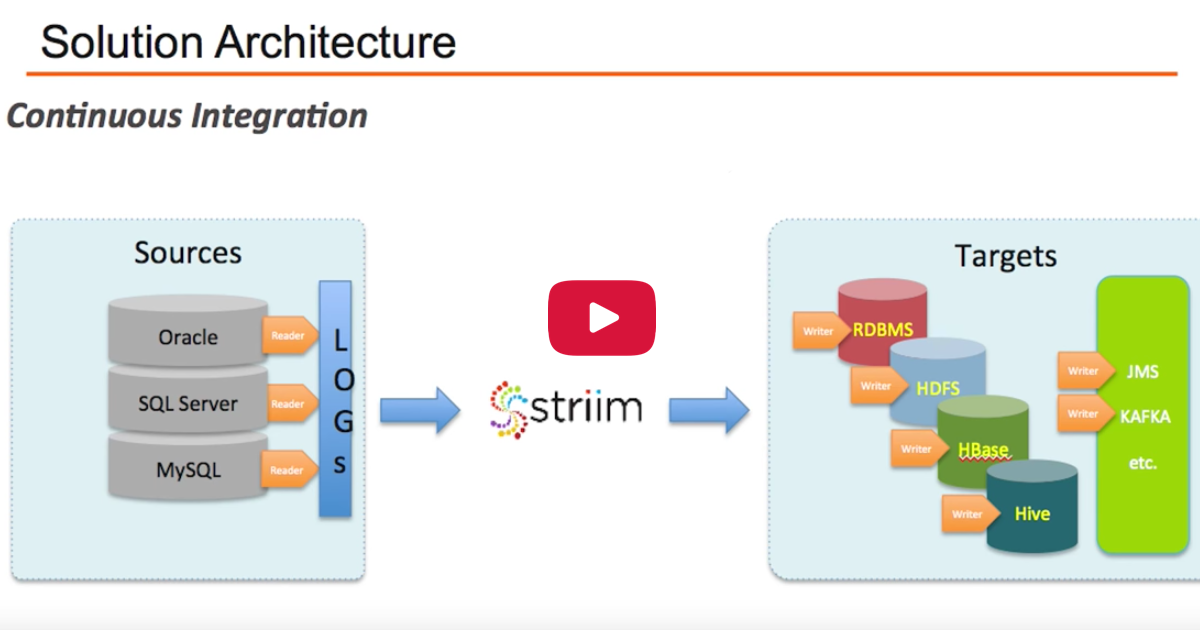 Solution Architecture
Continuous Integration
Sources
Oracle
Reader
SQL Server
Reader
MySQL
Reader
L
O
G
s
striim
Targets
Writer
RDBMS
Writer
HDFS
Writer
HBase
Writer
Hive
Writer
JMS
Writer
KAFKA
etc.